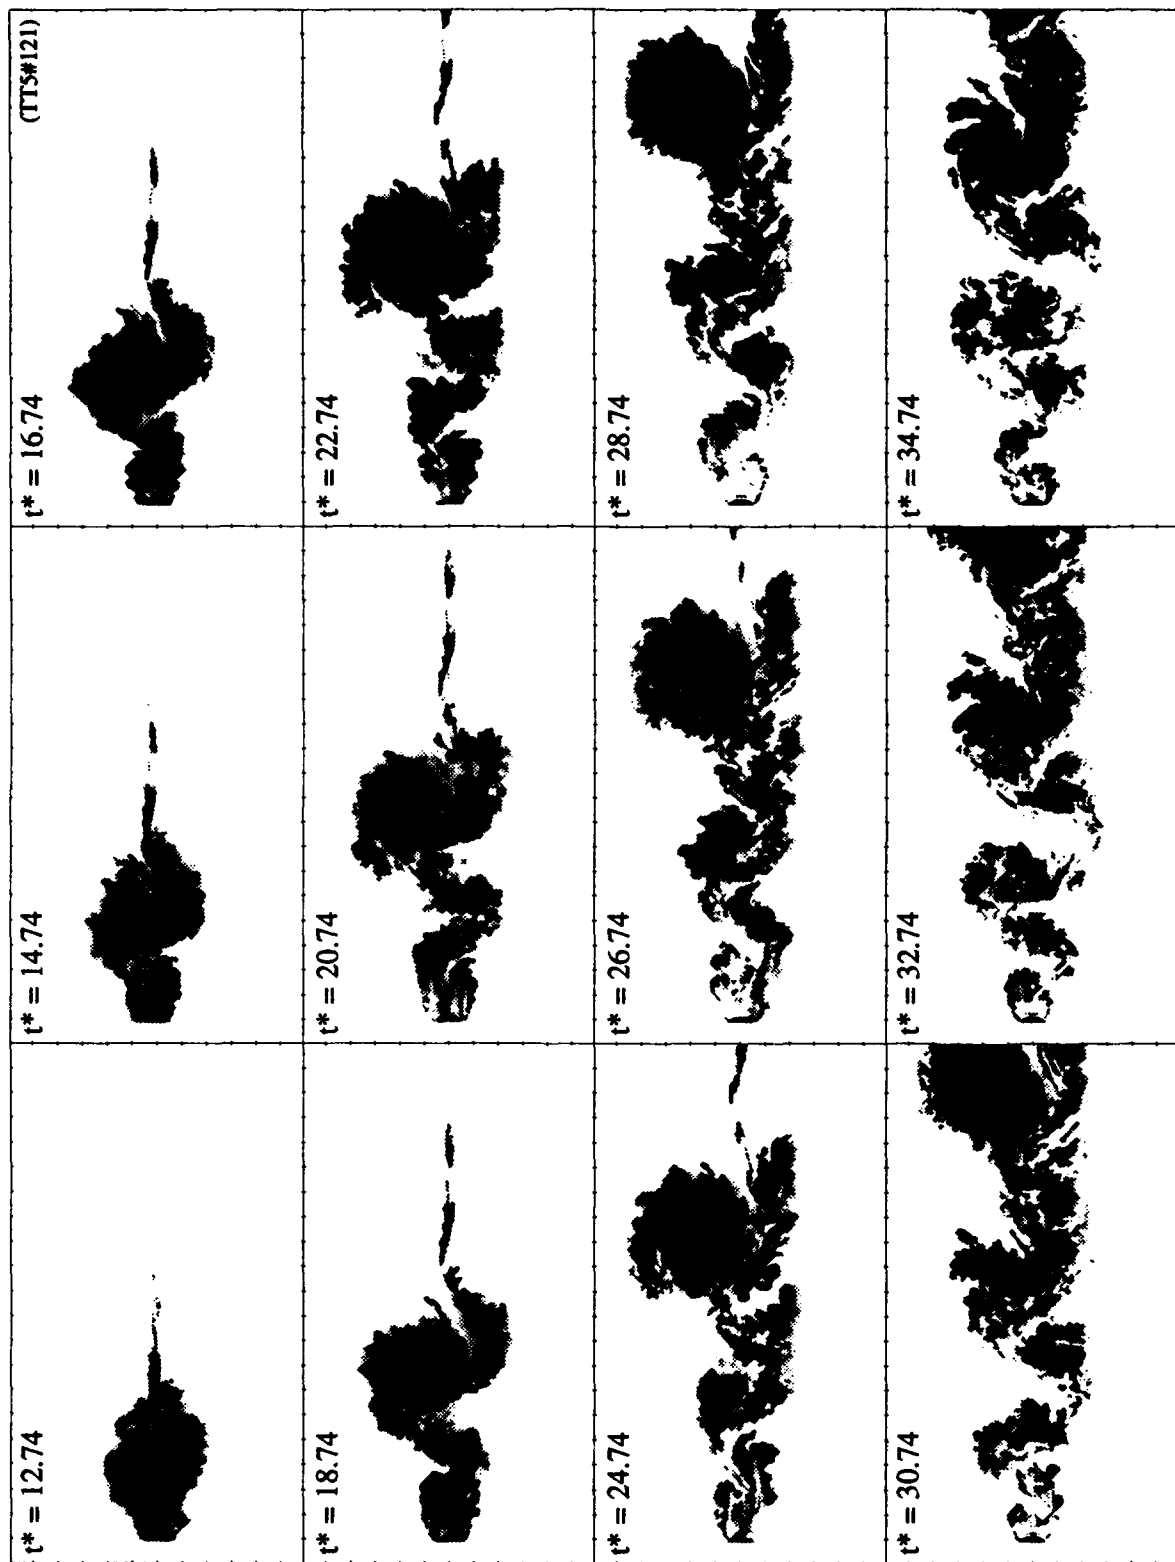 (TTS#121)
t* = 12.74
t* = 14.74
t* = 16.74
t* = 18.74
t* = 20.74
t* = 22.74
t* = 24.74
t* = 26.74
t* = 28.74
t* = 30.74
t* = 32.74
t* = 34.74